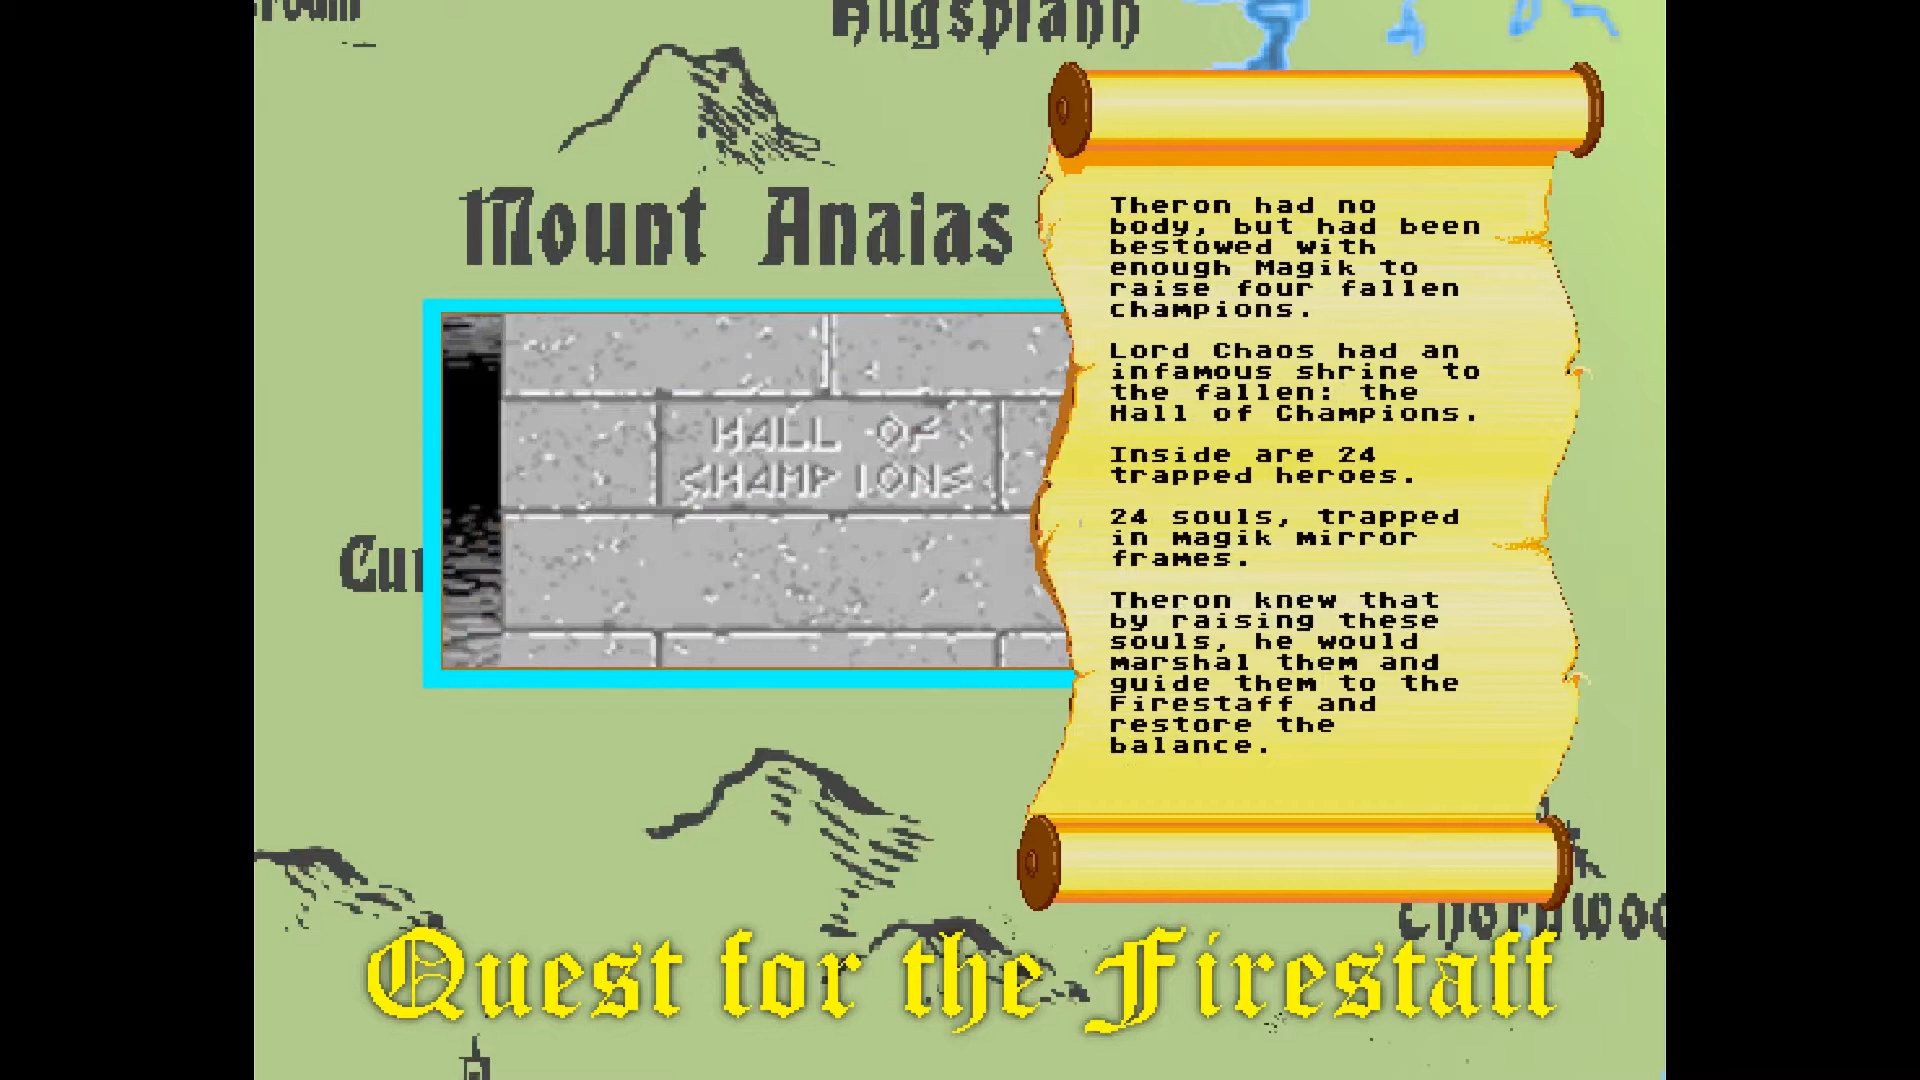 Mount Anaias
HALL OF
CHAMPIONS
Theron had no
body, but had been
bestowed with
enough Magik to
raise four fallen
champions.
Lord Chaos had an
infamous shrine to
the fallen: the
Hall of Champions.
Inside are 24
trapped heroes.
24 souls, trapped
in magik mirror
frames.
Theron knew that
by raising these
souls, he would
marshal them and
guide them to the
Firestaff and
restore the
balance.
Quest for the Firestaff